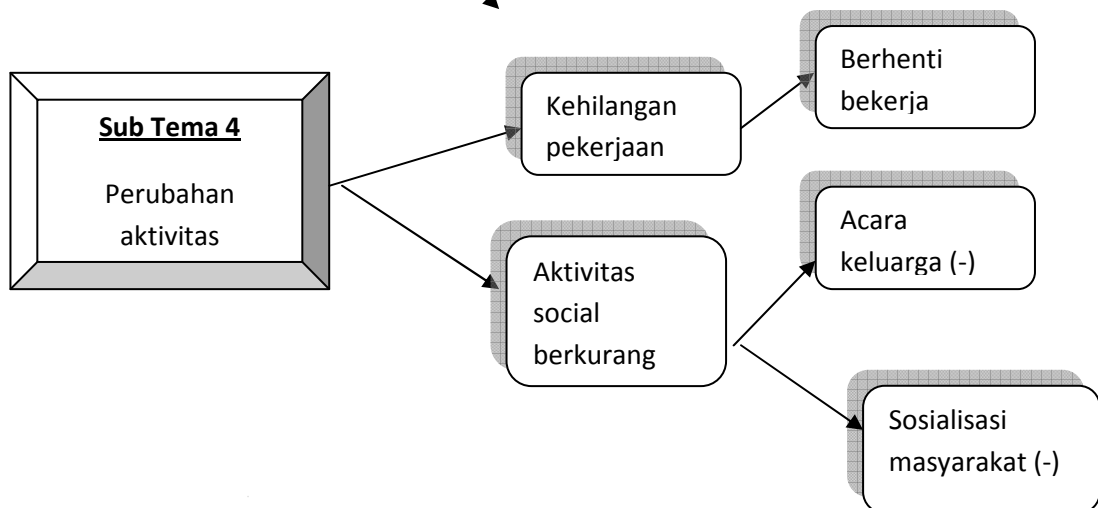 Sub Tema 4
Perubahan
aktivitas
Kehilangan
pekerjaan
Berhenti
bekerja
Aktivitas
social
berkurang
Acara
keluarga (-)
Sosialisasi
masyarakat (-)